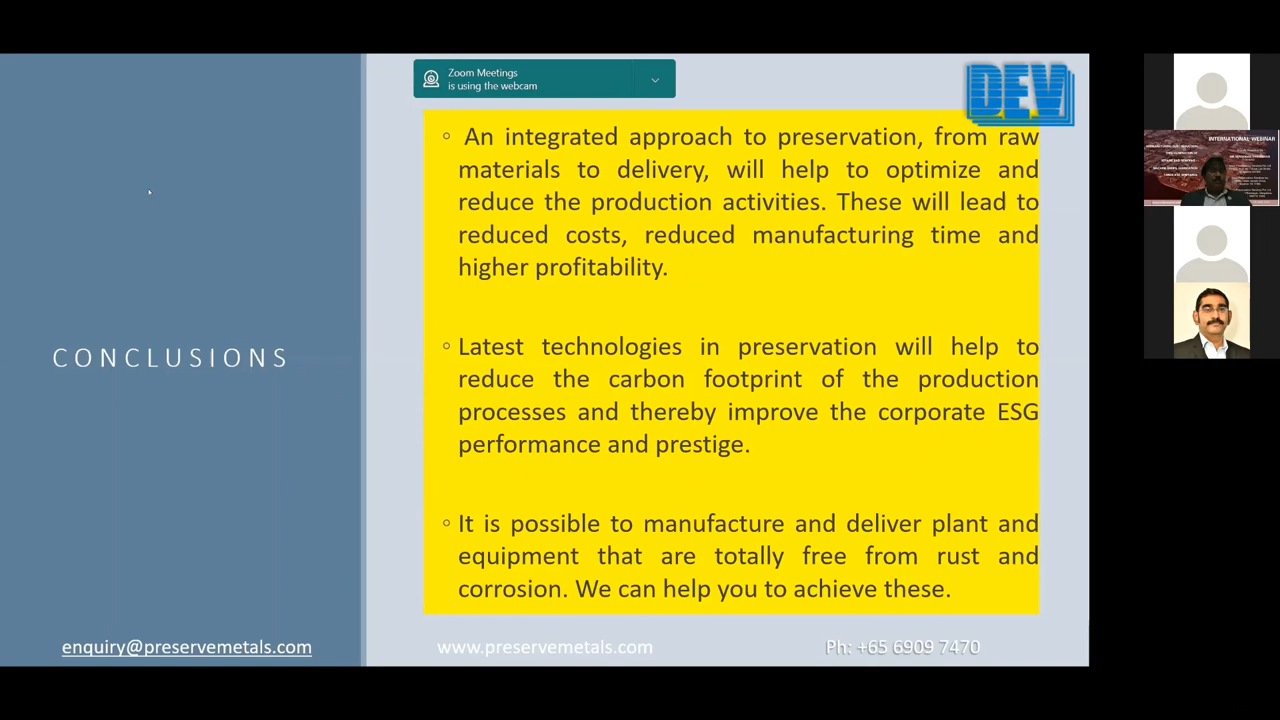 Zoom Meetings
is using the webcam
DEV
CONCLUSIONS
◦ An integrated approach to preservation, from raw
materials to delivery, will help to optimize and
reduce the production activities. These will lead to
reduced costs, reduced manufacturing time and
higher profitability.
◦ Latest technologies in preservation will help to
reduce the carbon footprint of the production
processes and thereby improve the corporate ESG
performance and prestige.
◦ It is possible to manufacture and deliver plant and
equipment that are totally free from rust and
corrosion. We can help you to achieve these.
enquiry@preservemetals.com
www.preservemetals.com
Ph: +65 6909 7470
INTERNATIONAL WEBINAR